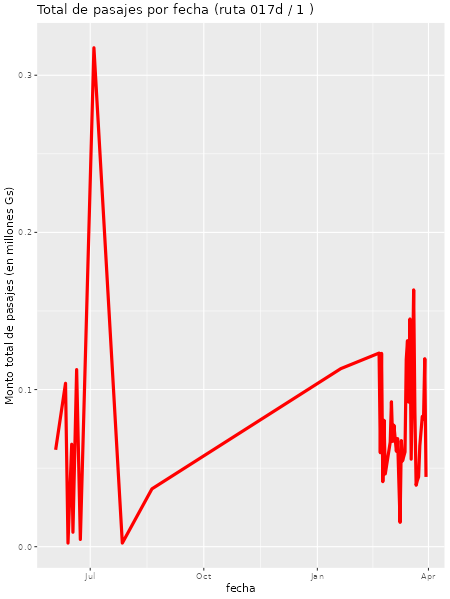 Total de pasajes por fecha (ruta 017d / 1 )
Monto total de pasajes (en millones Gs)
0.3
0.2
0.1
0.0
Jul Oct Jan Apr
fecha